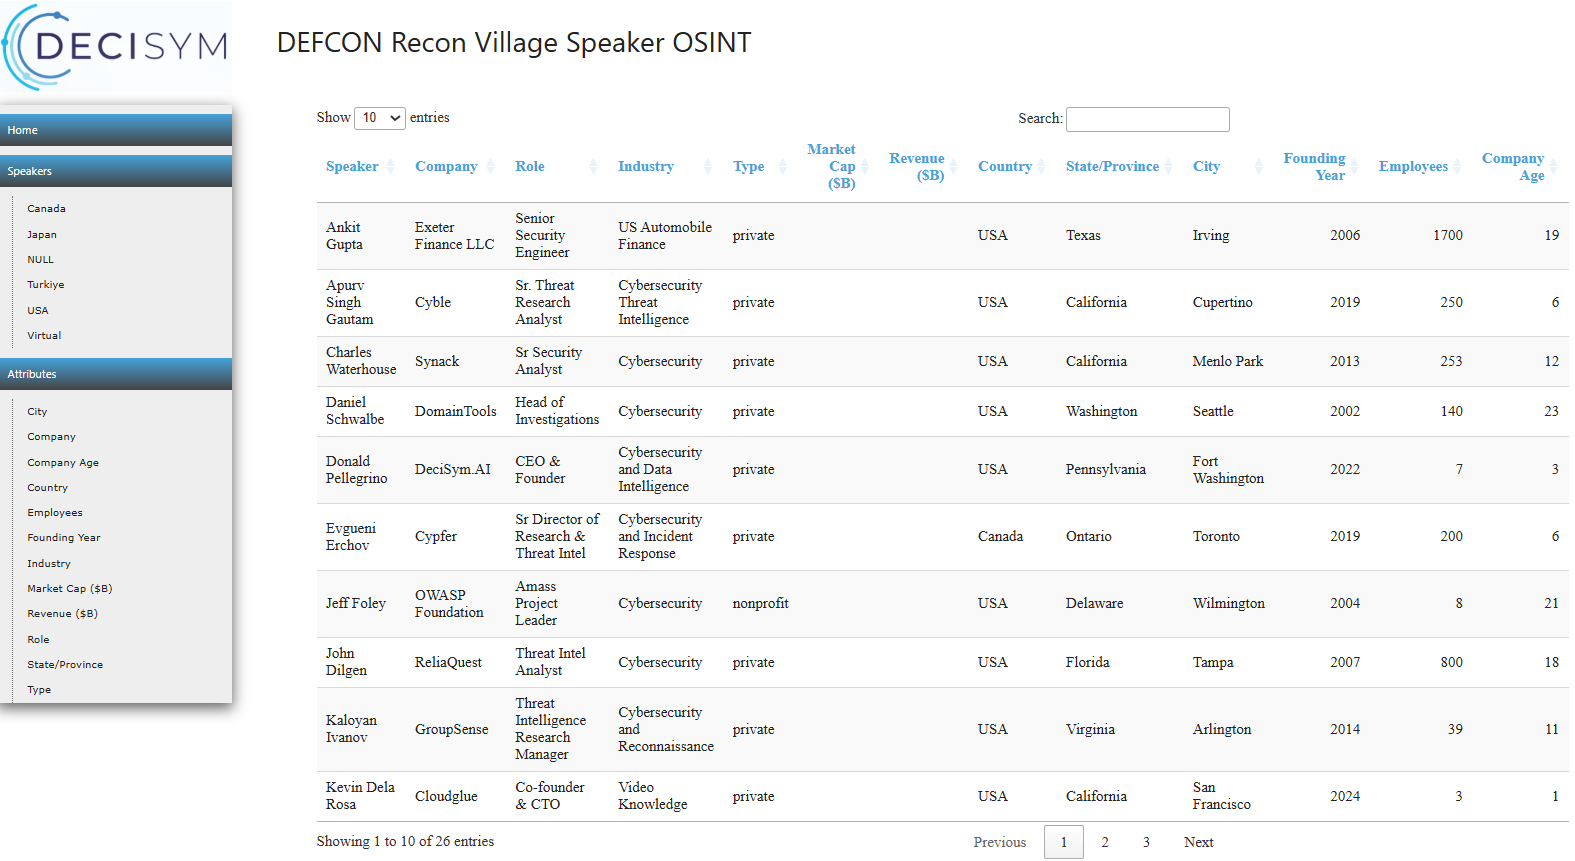 DECISYM
DEFCON Recon Village Speaker OSINT
Home
Speakers
Canada
Japan
NULL
Turkiye
USA
Virtual
Attributes
City
Company
Company Age
Country
Employees
Founding Year
Industry
Market Cap ($B)
Revenue ($B)
Role
State/Province
Type
Show 10 entries
Search:
Speaker Company Role Industry Type Market Cap ($B) Revenue ($B) Country State/Province City Founding Year Employees Company Age
Ankit Gupta Exeter Finance LLC Senior Security Engineer US Automobile Finance private USA Texas Irving 2006 1700 19
Apurv Singh Gautam Cyble Sr. Threat Research Analyst Cybersecurity Threat Intelligence private USA California Cupertino 2019 250 6
Charles Waterhouse Synack Sr Security Analyst Cybersecurity private USA California Menlo Park 2013 253 12
Daniel Schwalbe DomainTools Head of Investigations Cybersecurity private USA Washington Seattle 2002 140 23
Donald Pellegrino DeciSym.AI CEO & Founder Cybersecurity and Data Intelligence private USA Pennsylvania Fort Washington 2022 7 3
Evgueni Erchov Cypfer Sr Director of Research & Threat Intel Cybersecurity and Incident Response private Canada Ontario Toronto 2019 200 6
Jeff Foley OWASP Foundation Amass Project Leader Cybersecurity nonprofit USA Delaware Wilmington 2004 8 21
John Dilgen ReliaQuest Threat Intel Analyst Cybersecurity private USA Florida Tampa 2007 800 18
Kaloyan Ivanov GroupSense Threat Intelligence Research Manager Cybersecurity and Reconnaissance private USA Virginia Arlington 2014 39 11
Kevin Dela Rosa Cloudglue Co-founder & CTO Video Knowledge private USA California San Francisco 2024 3 1
Showing 1 to 10 of 26 entries
Previous 1 2 3 Next